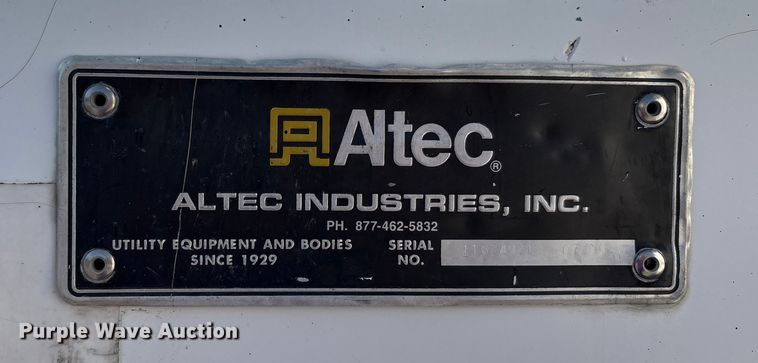 Altec®
ALTEC INDUSTRIES, INC.
PH. 877-462-5832
UTILITY EQUIPMENT AND BODIES SERIAL
SINCE 1929 NO.
Purple Wave Auction